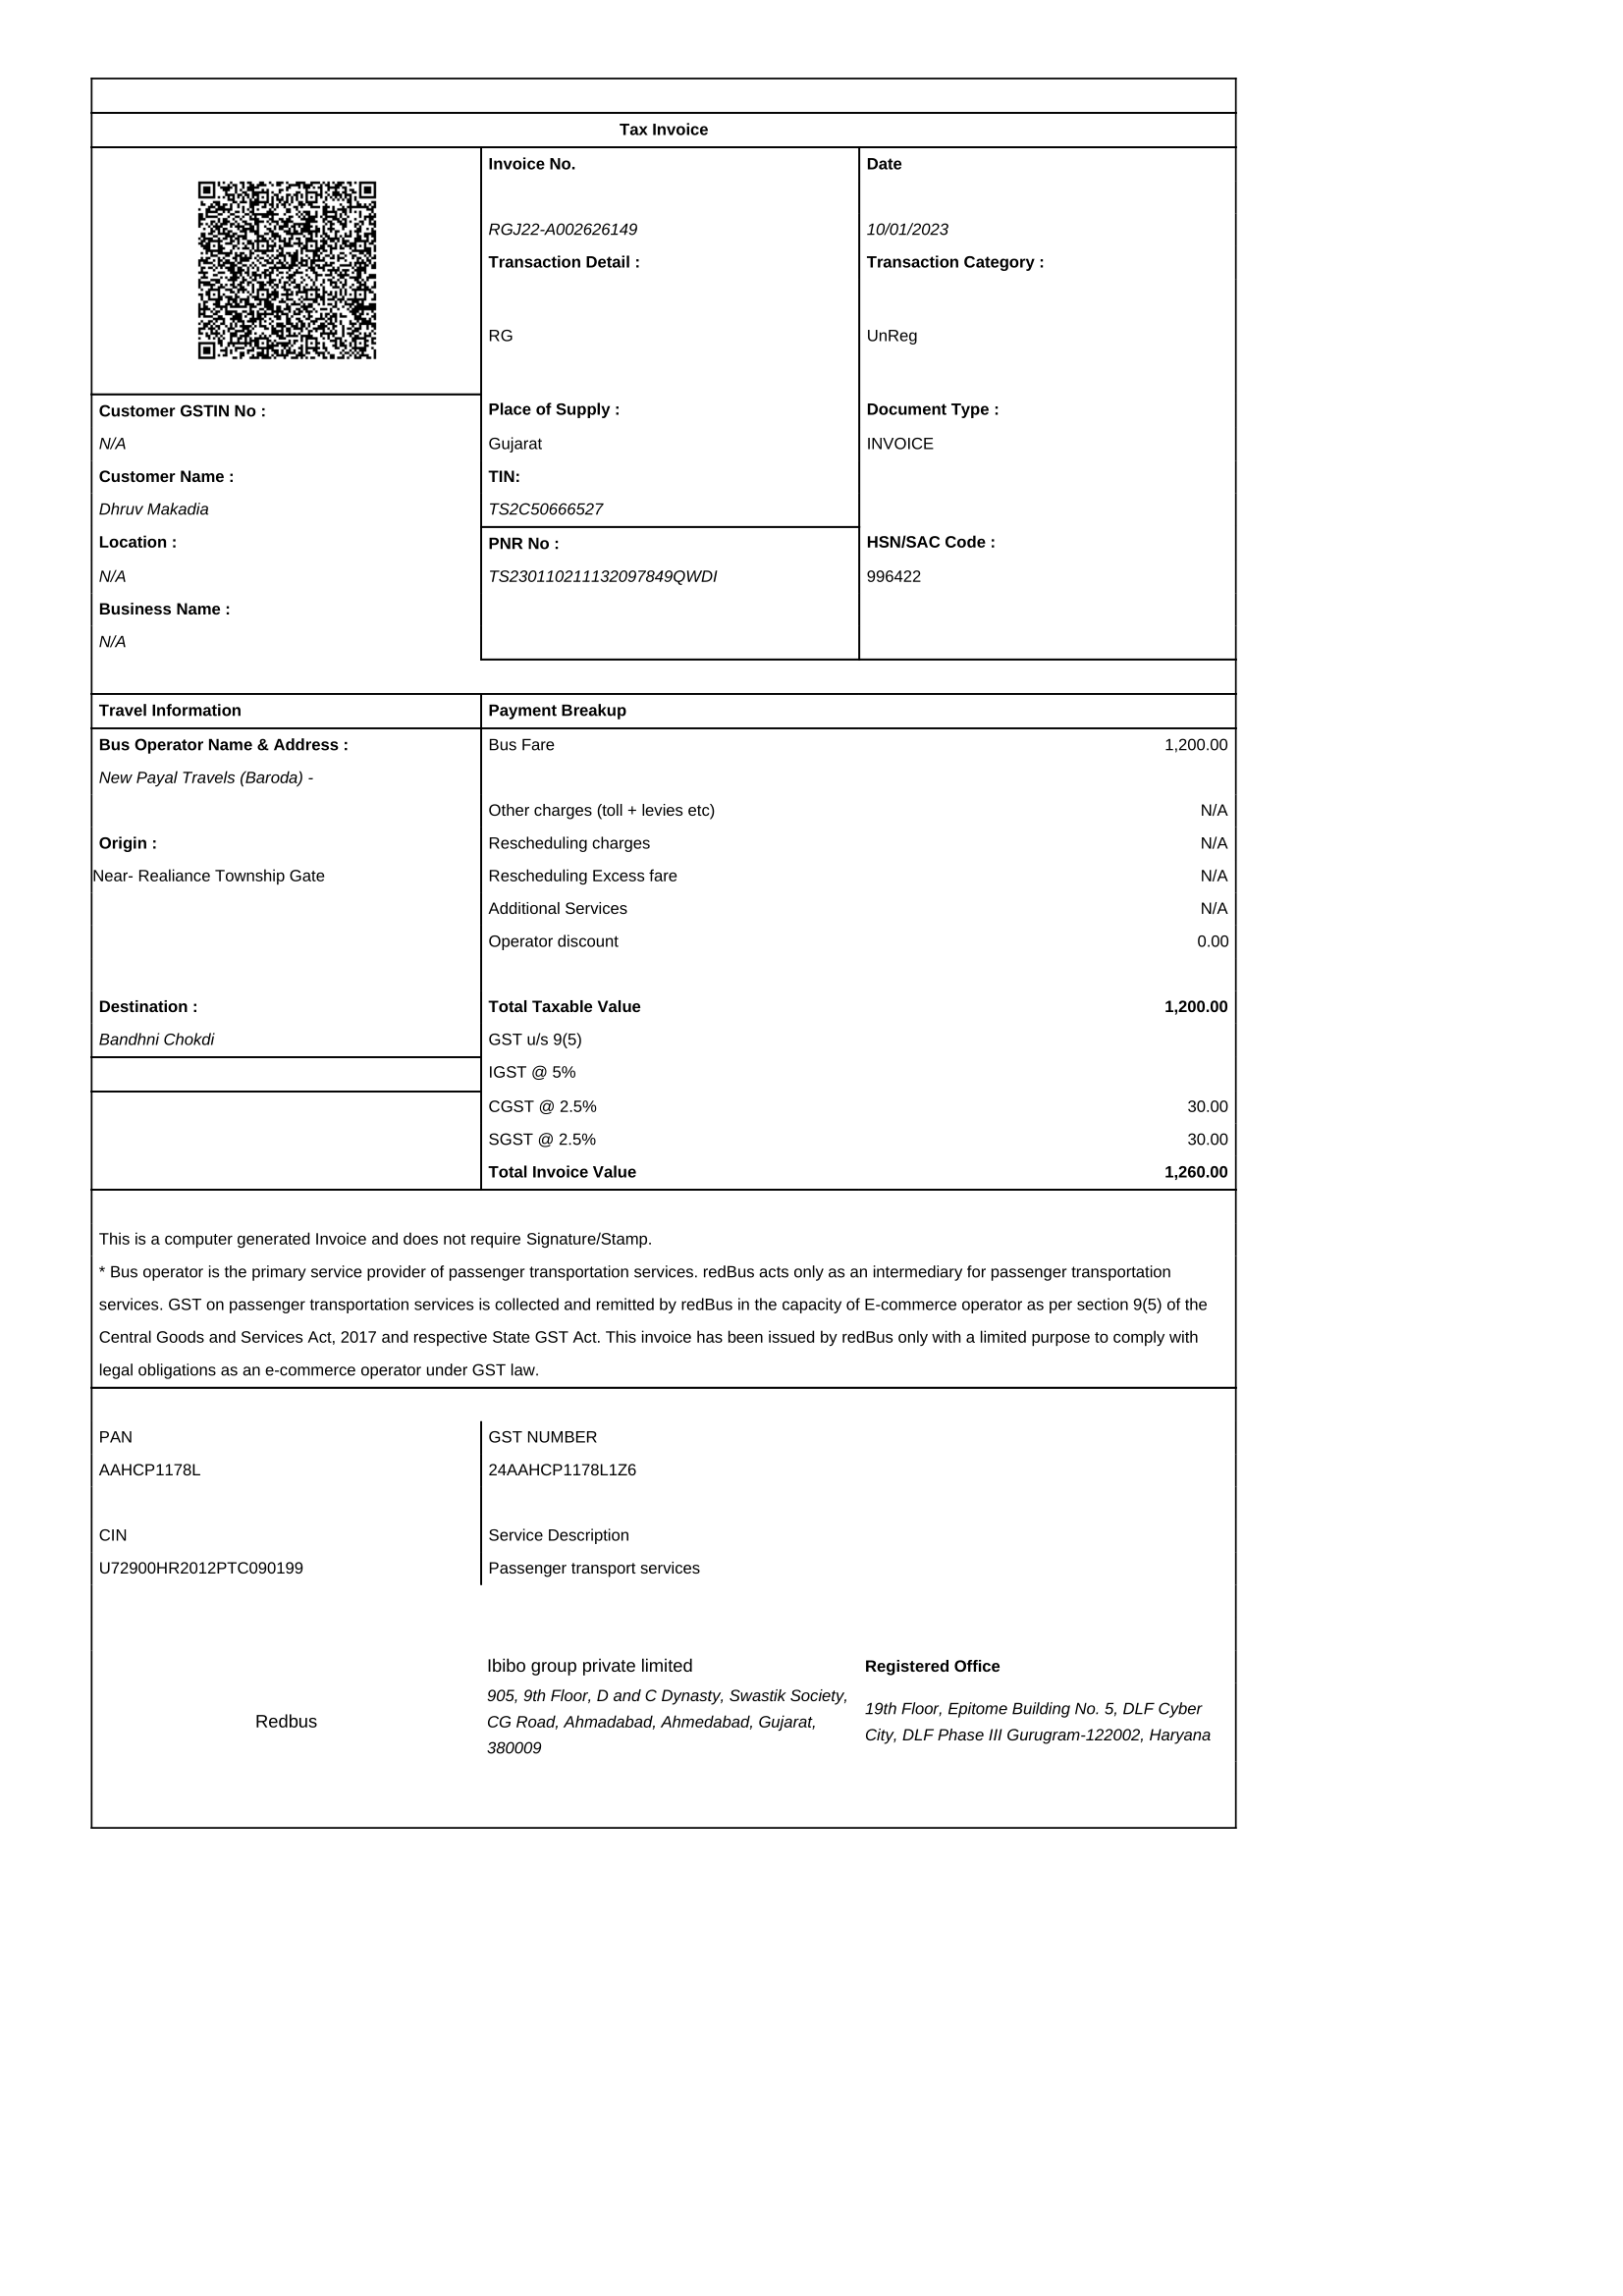 Tax Invoice
Invoice No.
Date
RGJ22-A002626149
10/01/2023
Transaction Detail :
Transaction Category :
RG
UnReg
Customer GSTIN No :
Place of Supply :
Document Type :
N/A
Gujarat
INVOICE
Customer Name :
TIN:
Dhruv Makadia
TS2C50666527
Location :
PNR No :
HSN/SAC Code :
N/A
TS230110211132097849QWDI
996422
Business Name :
N/A
Travel Information
Payment Breakup
Bus Operator Name & Address :
Bus Fare 1,200.00
New Payal Travels (Baroda) -
Other charges (toll + levies etc) N/A
Origin :
Rescheduling charges N/A
Near- Realiance Township Gate
Rescheduling Excess fare N/A
Additional Services N/A
Operator discount 0.00
Destination :
Total Taxable Value 1,200.00
Bandhni Chokdi
GST u/s 9(5)
IGST @ 5%
CGST @ 2.5% 30.00
SGST @ 2.5% 30.00
Total Invoice Value 1,260.00
This is a computer generated Invoice and does not require Signature/Stamp.
* Bus operator is the primary service provider of passenger transportation services. redBus acts only as an intermediary for passenger transportation
services. GST on passenger transportation services is collected and remitted by redBus in the capacity of E-commerce operator as per section 9(5) of the
Central Goods and Services Act, 2017 and respective State GST Act. This invoice has been issued by redBus only with a limited purpose to comply with
legal obligations as an e-commerce operator under GST law.
PAN
GST NUMBER
AAHCP1178L
24AAHCP1178L1Z6
CIN
Service Description
U72900HR2012PTC090199
Passenger transport services
Redbus
Ibibo group private limited
905, 9th Floor, D and C Dynasty, Swastik Society,
CG Road, Ahmadabad, Ahmedabad, Gujarat,
380009
Registered Office
19th Floor, Epitome Building No. 5, DLF Cyber
City, DLF Phase III Gurugram-122002, Haryana